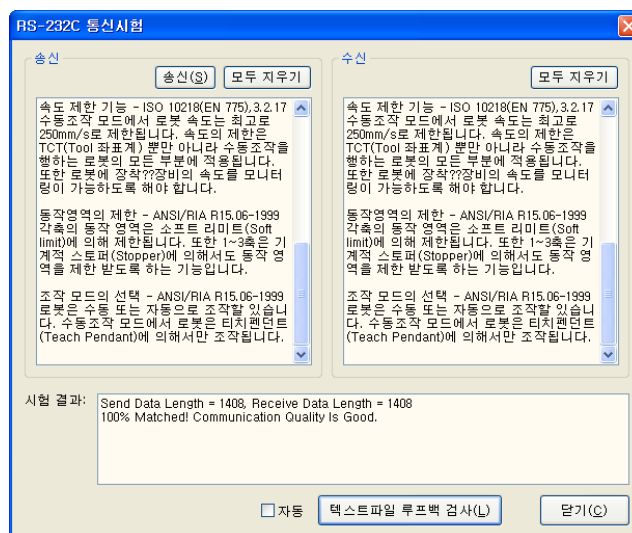 RS-232C 통신시험
송신
송신(S)
모두 지우기
속도 제한 기능 - ISO 10218(EN 775),3.2.17
수동조작 모드에서 로봇 속도는 최고로
250mm/s로 제한됩니다. 속도의 제한은
TCT(Tool 좌표계) 뿐만 아니라 수동조작을
행하는 로봇의 모든 부분에 적용됩니다.
또한 로봇에 장착??장비의 속도를 모니터
링이 가능하도록 해야 합니다.
동작영역의 제한 - ANSI/RIA R15.06-1999
각축의 동작 영역은 소프트 리미트(Soft
limit)에 의해 제한됩니다. 또한 1~3축은 기
계적 스토퍼(Stopper)에 의해서도 동작 영
역을 제한 받도록 하는 기능입니다.
조작 모드의 선택 - ANSI/RIA R15.06-1999
로봇은 수동 또는 자동으로 조작할 있습니
다. 수동조작 모드에서 로봇은 티치펜던트
(Teach Pendant)에 의해서만 조작됩니다.
수신
모두 지우기
속도 제한 기능 - ISO 10218(EN 775),3.2.17
수동조작 모드에서 로봇 속도는 최고로
250mm/s로 제한됩니다. 속도의 제한은
TCT(Tool 좌표계) 뿐만 아니라 수동조작을
행하는 로봇의 모든 부분에 적용됩니다.
또한 로봇에 장착??장비의 속도를 모니터
링이 가능하도록 해야 합니다.
동작영역의 제한 - ANSI/RIA R15.06-1999
각축의 동작 영역은 소프트 리미트(Soft
limit)에 의해 제한됩니다. 또한 1~3축은 기
계적 스토퍼(Stopper)에 의해서도 동작 영
역을 제한 받도록 하는 기능입니다.
조작 모드의 선택 - ANSI/RIA R15.06-1999
로봇은 수동 또는 자동으로 조작할 있습니
다. 수동조작 모드에서 로봇은 티치펜던트
(Teach Pendant)에 의해서만 조작됩니다.
시험 결과:
Send Data Length = 1408, Receive Data Length = 1408
100% Matched! Communication Quality Is Good.
자동
텍스트파일 루프백 검사(L)
닫기(C)